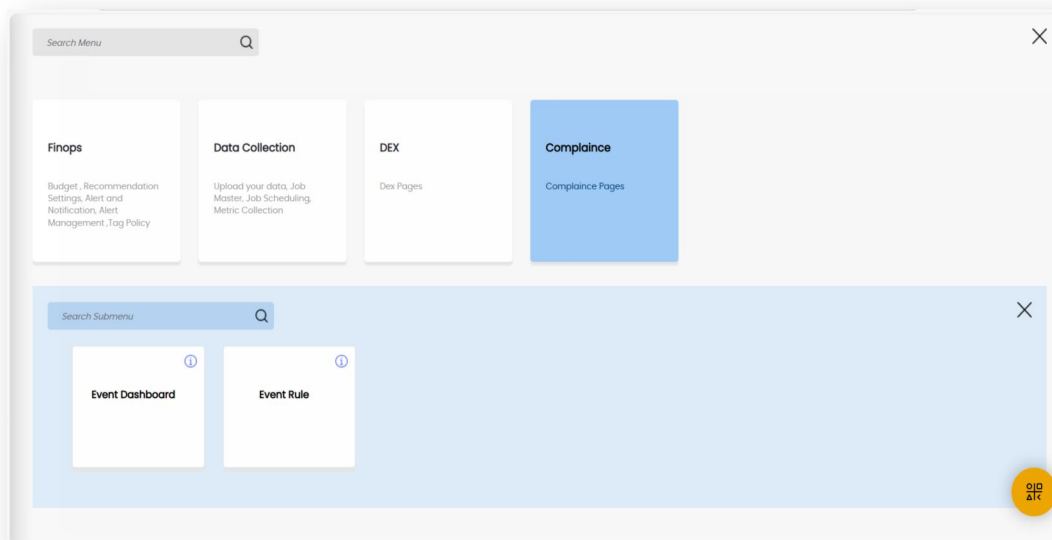 Search Menu
Finops
Budget , Recommendation
Settings, Alert and
Notification, Alert
Management ,Tag Policy
Data Collection
Upload your data, Job
Master, Job Scheduling,
Metric Collection
DEX
Dex Pages
Complaince
Complaince Pages
Search Submenu
Event Dashboard
Event Rule